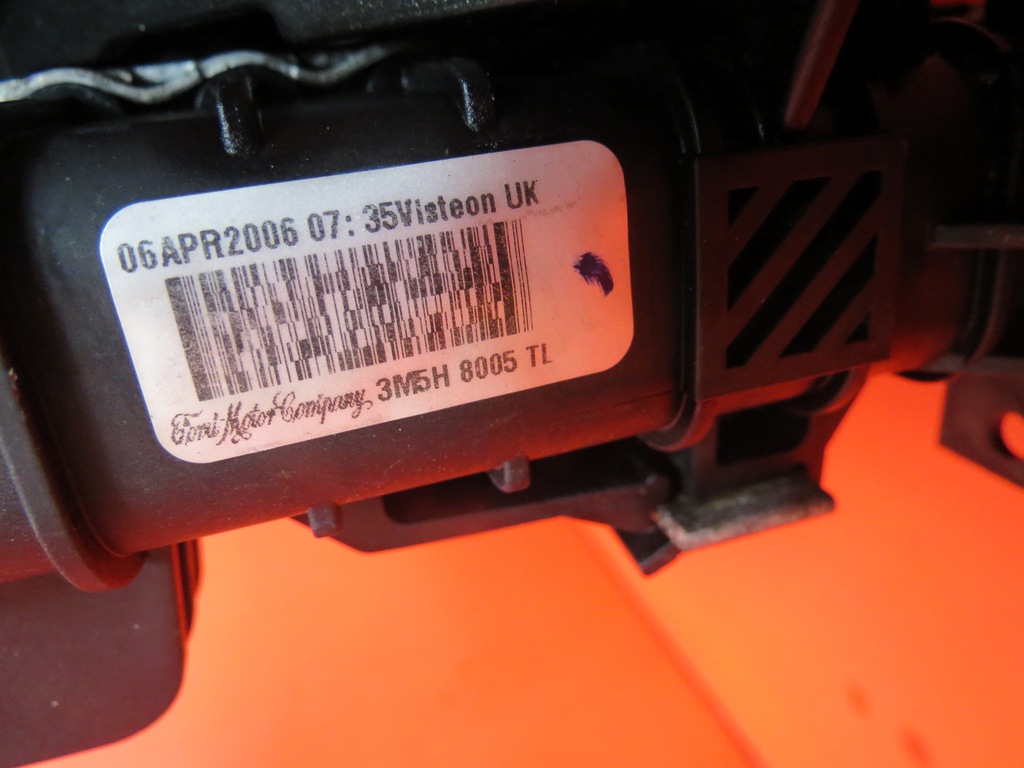 06APR2006 07:35Visteon UK
Ford Motor Company 3M5H 8005 TL